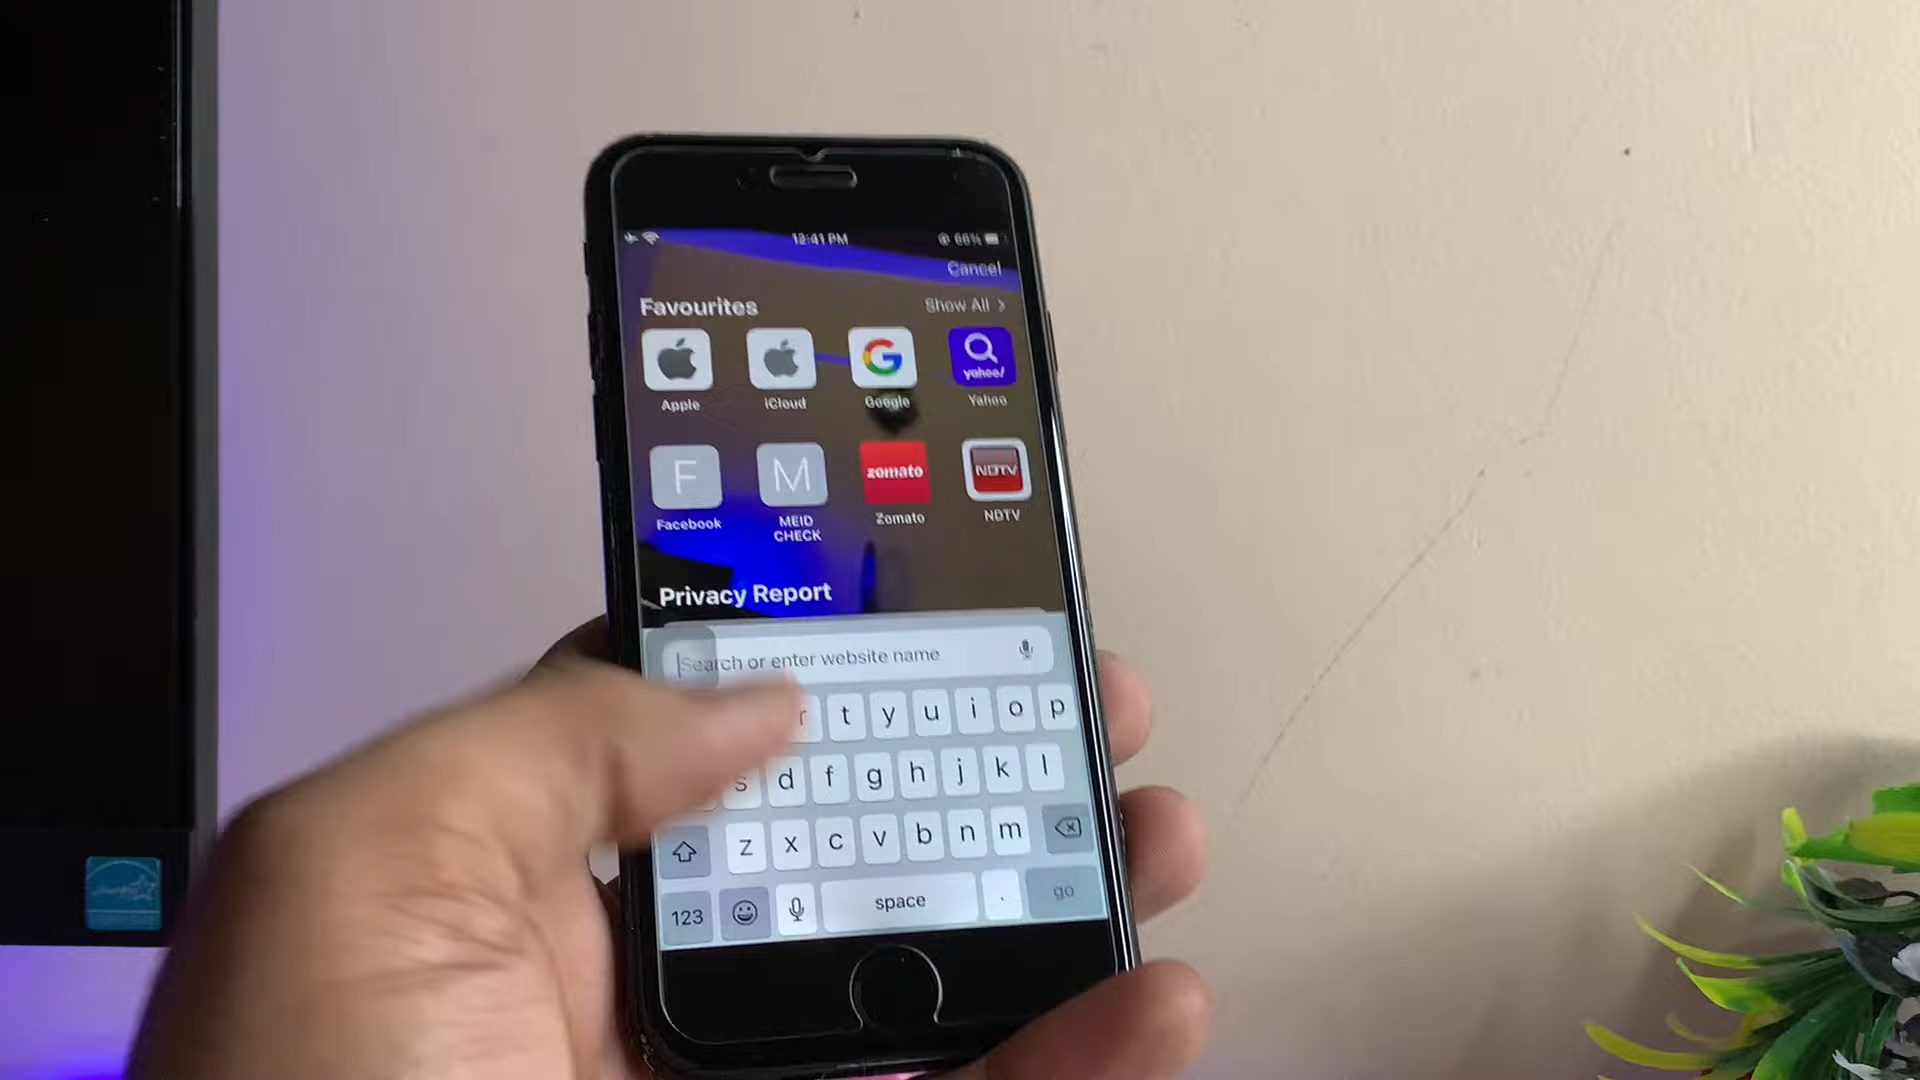 12:41 PM
66%
Cancel
Favourites
Show All >
yahoo!
Apple
iCloud
Google
Yahoo
F
M
zomato
NDTV
Facebook
MEID
CHECK
Zomato
NDTV
Privacy Report
Search or enter website name
r t y u i o p
s d f g h j k l
z x c v b n m
123
space
.
go